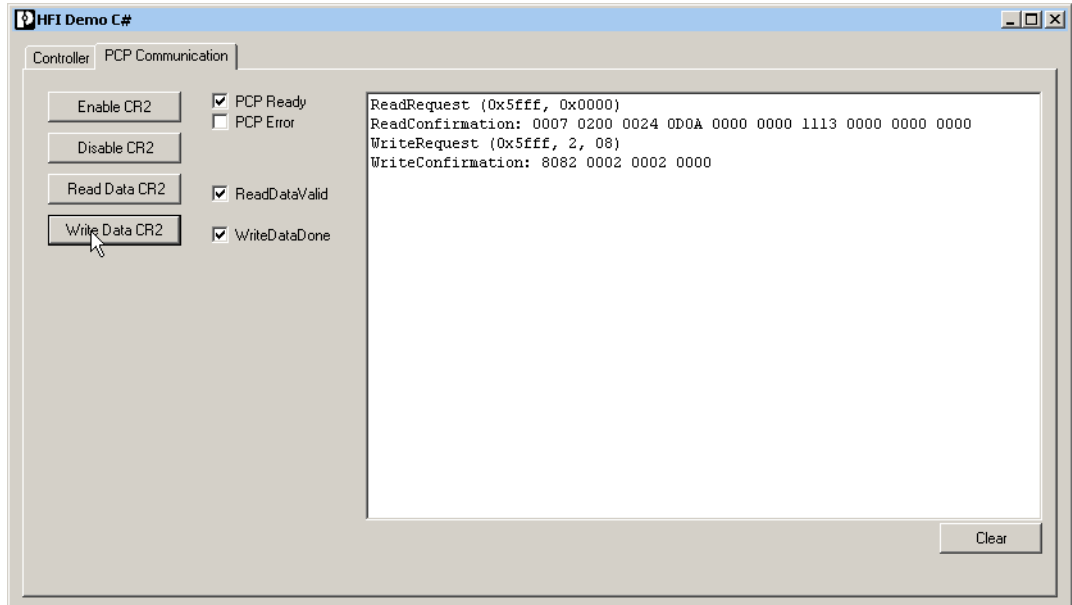 HFI Demo C#
Controller PCP Communication
Enable CR2
Disable CR2
Read Data CR2
Write Data CR2
PCP Ready
PCP Error
ReadDataValid
WriteDataDone
ReadRequest (0x5fff, 0x0000)
ReadConfirmation: 0007 0200 0024 0D0A 0000 0000 1113 0000 0000 0000
WriteRequest (0x5fff, 2, 08)
WriteConfirmation: 8082 0002 0002 0000
Clear